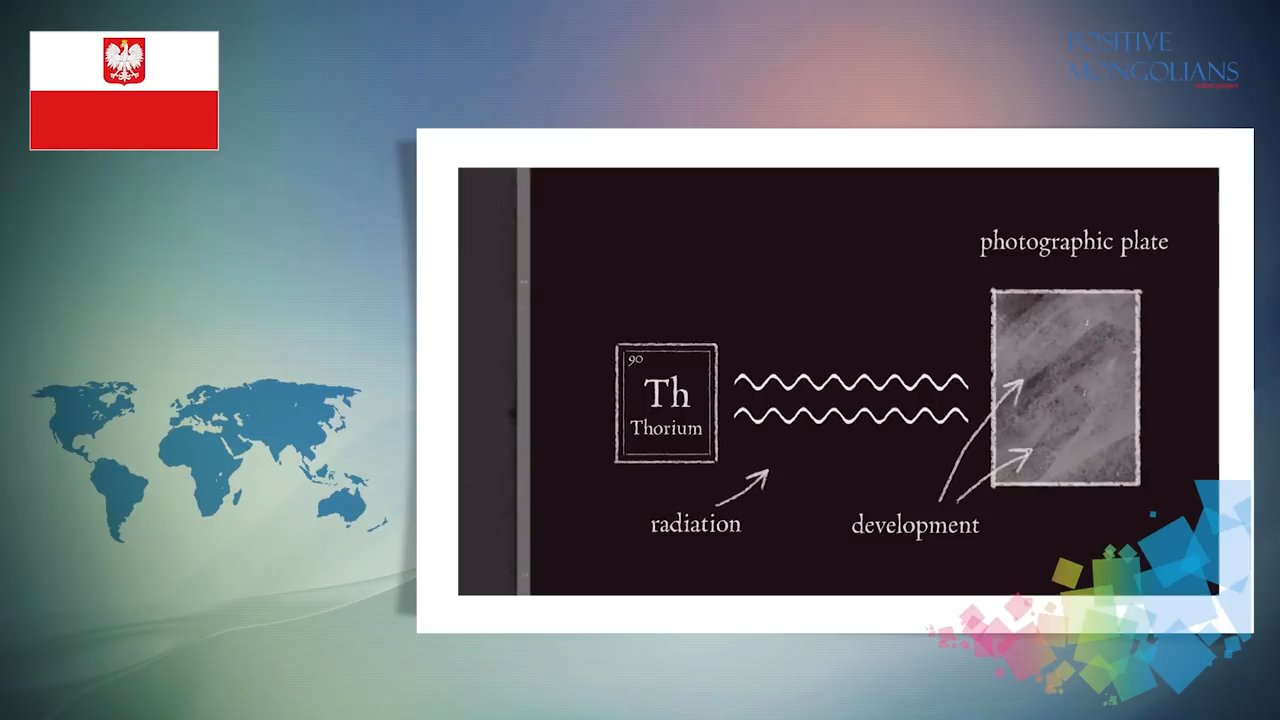 POSITIVE
MONGOLIANS
photographic plate
90
Th
Thorium
radiation
development